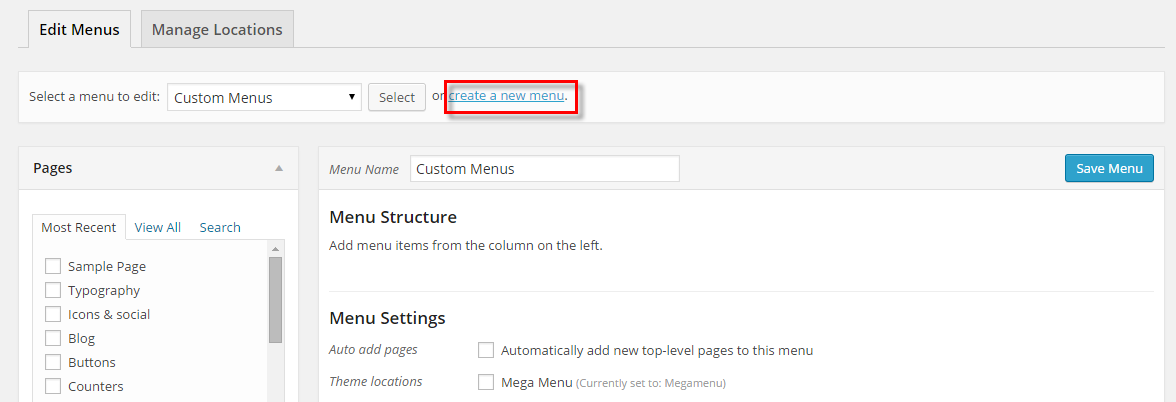 Edit Menus Manage Locations
Select a menu to edit: Custom Menus Select or create a new menu.
Pages
Most Recent View All Search
Sample Page
Typography
Icons & social
Blog
Buttons
Counters
Menu Name Custom Menus Save Menu
Menu Structure
Add menu items from the column on the left.
Menu Settings
Auto add pages Automatically add new top-level pages to this menu
Theme locations Mega Menu (Currently set to: Megamenu)